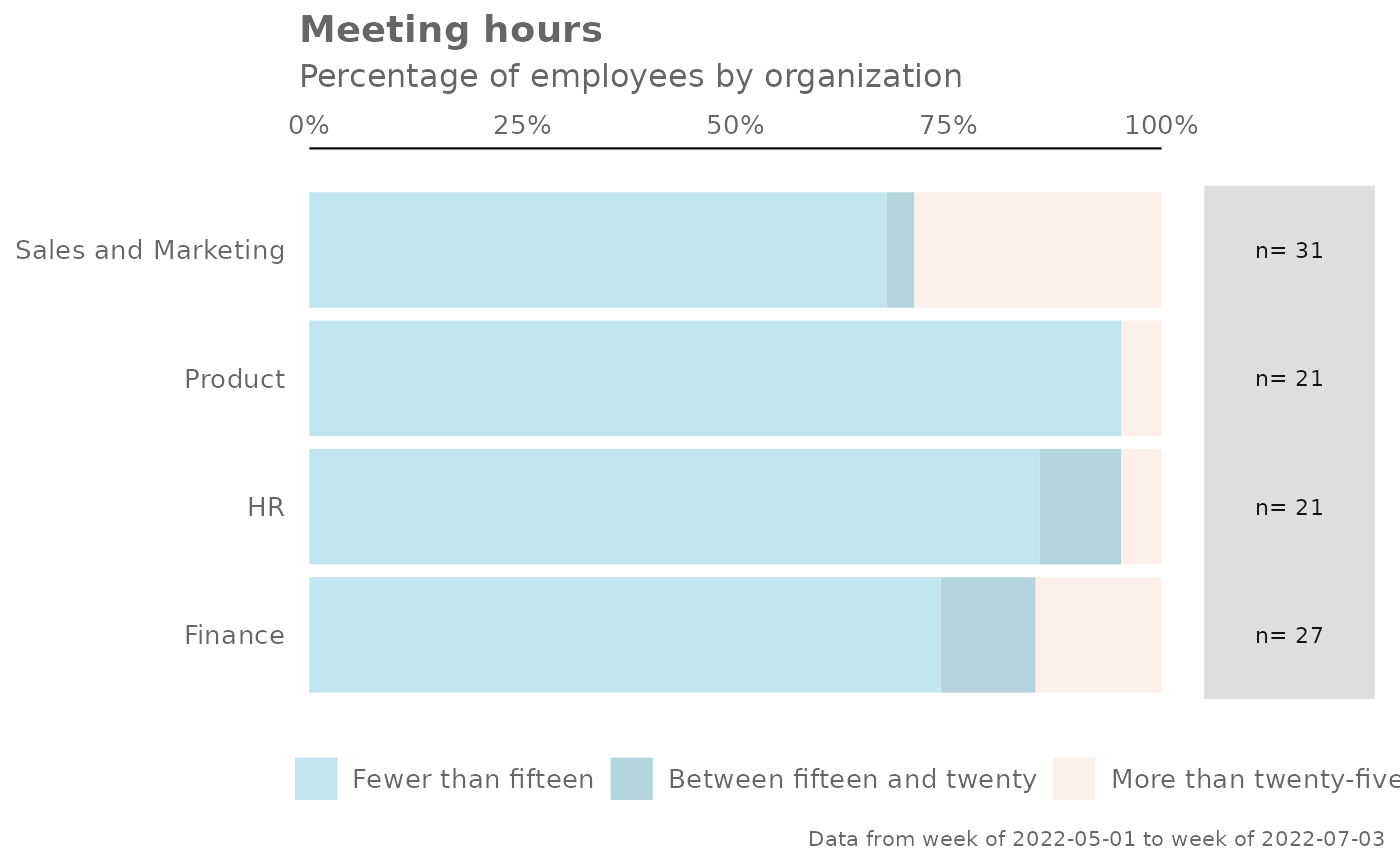 Meeting hours
Percentage of employees by organization
0% 25% 50% 75% 100%
Sales and Marketing n= 31
Product n= 21
HR n= 21
Finance n= 27
Fewer than fifteen Between fifteen and twenty More than twenty-five
Data from week of 2022-05-01 to week of 2022-07-03